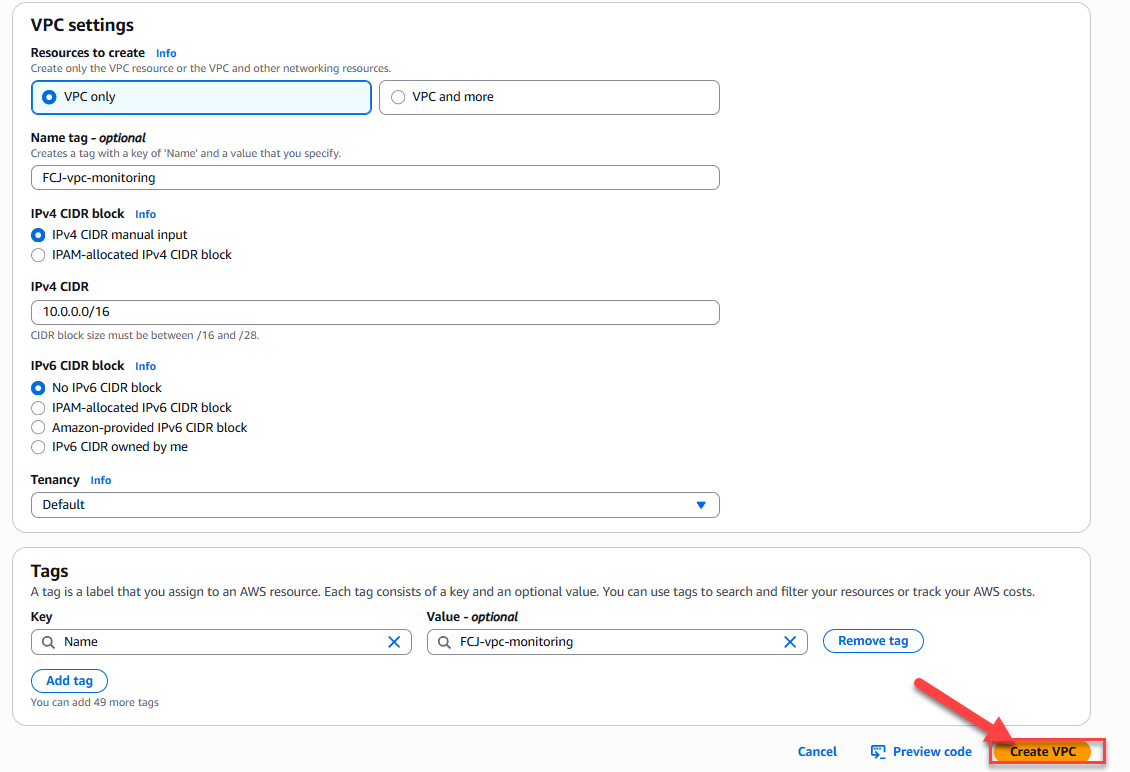 VPC settings
Resources to create Info
Create only the VPC resource or the VPC and other networking resources.
VPC only
VPC and more
Name tag - optional
Creates a tag with a key of 'Name' and a value that you specify.
FCJ-vpc-monitoring
IPv4 CIDR block Info
IPv4 CIDR manual input
IPAM-allocated IPv4 CIDR block
IPv4 CIDR
10.0.0.0/16
CIDR block size must be between /16 and /28.
IPv6 CIDR block Info
No IPv6 CIDR block
IPAM-allocated IPv6 CIDR block
Amazon-provided IPv6 CIDR block
IPv6 CIDR owned by me
Tenancy Info
Default
Tags
A tag is a label that you assign to an AWS resource. Each tag consists of a key and an optional value. You can use tags to search and filter your resources or track your AWS costs.
Key
Value - optional
Name
FCJ-vpc-monitoring
Remove tag
Add tag
You can add 49 more tags
Cancel
Preview code
Create VPC